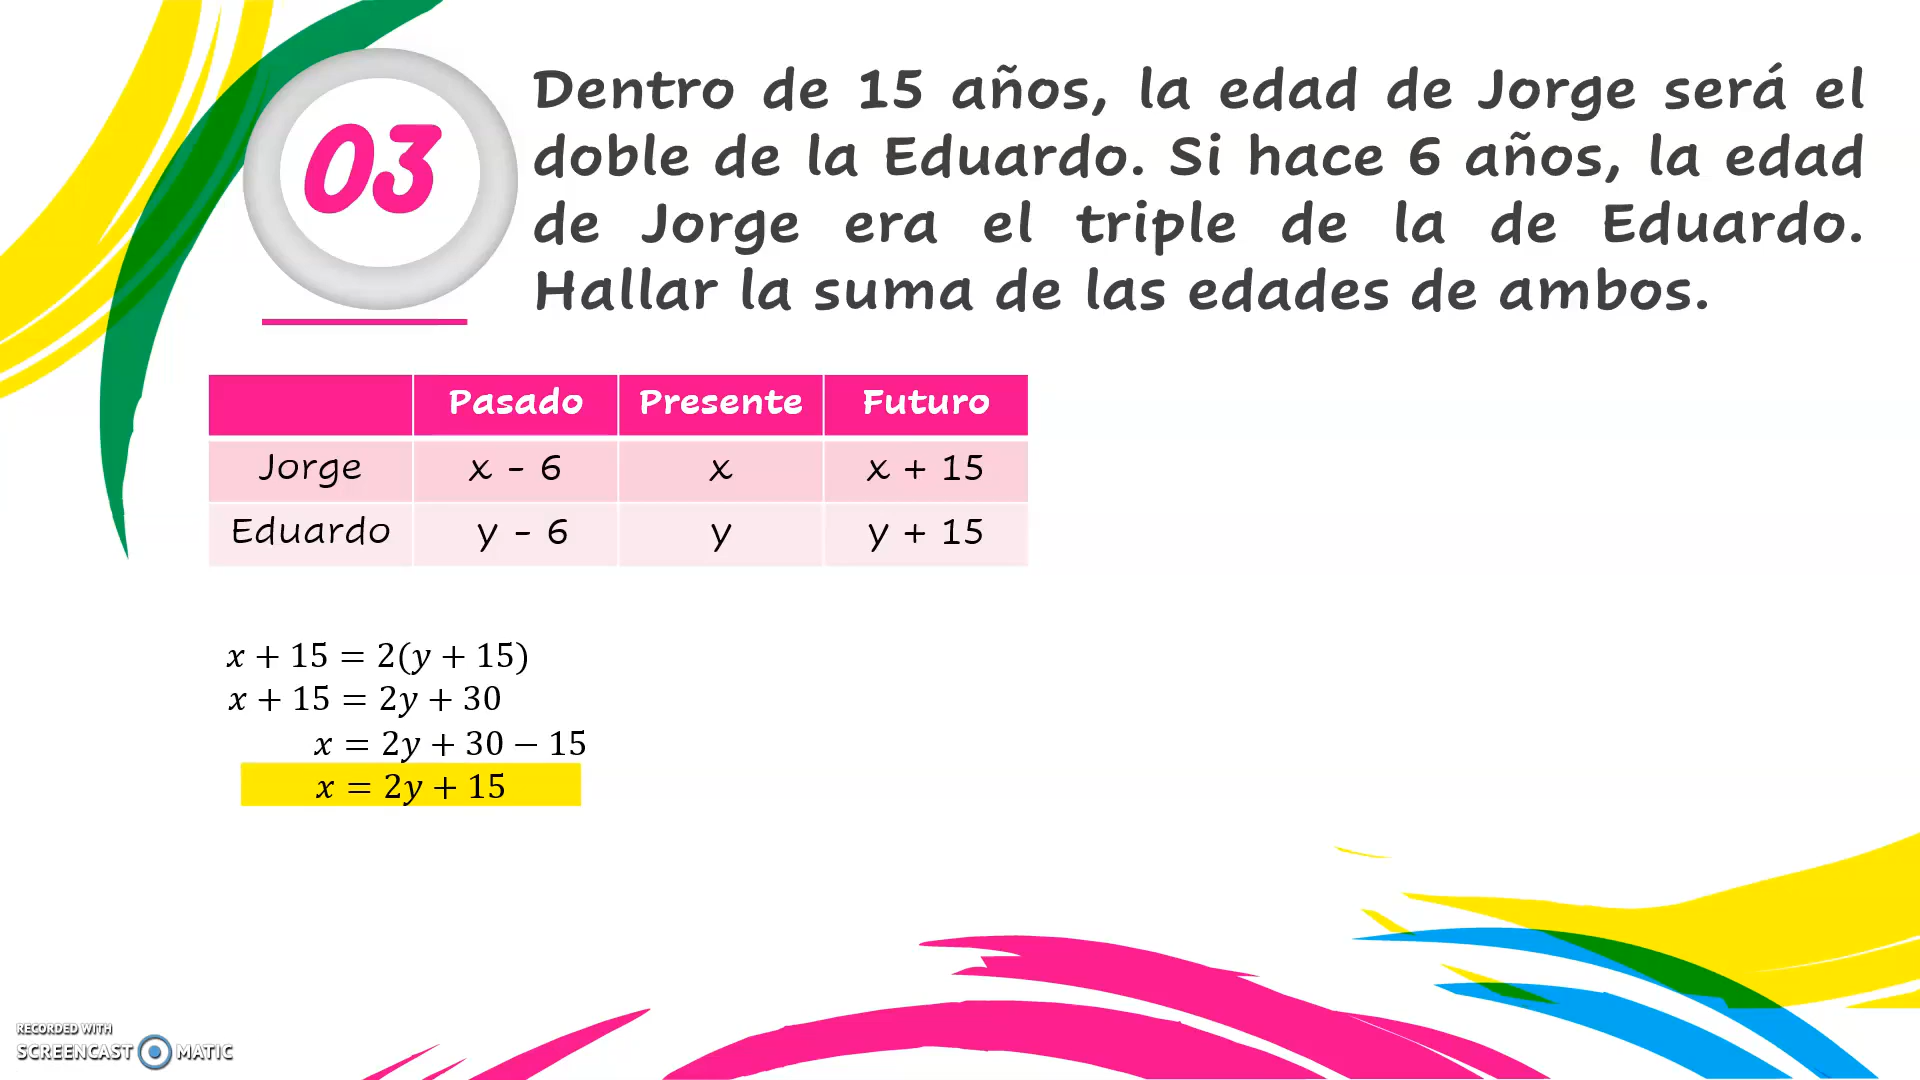 03
Dentro de 15 años, la edad de Jorge será el
doble de la Eduardo. Si hace 6 años, la edad
de Jorge era el triple de la de Eduardo.
Hallar la suma de las edades de ambos.
Pasado Presente Futuro
Jorge x - 6 x x + 15
Eduardo y - 6 y y + 15
x + 15 = 2(y + 15)
x + 15 = 2y + 30
x = 2y + 30 − 15
x = 2y + 15
RECORDED WITH
SCREENCAST MATIC